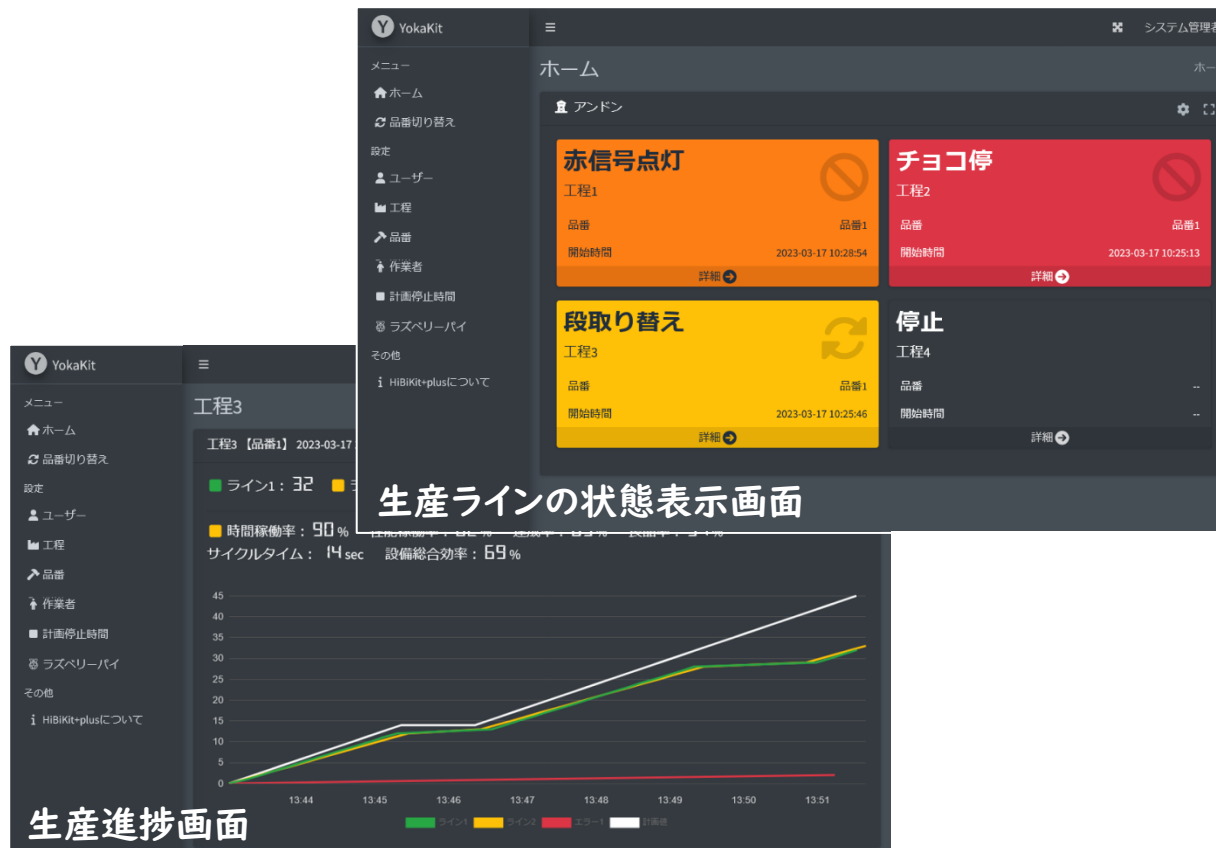 YokaKit
システム管理者
メニュー
ホーム
品番切り替え
設定
ユーザー
工程
品番
作業者
計画停止時間
ラズベリーパイ
その他
HiBiKit+plusについて
ホーム
アンドン
赤信号点灯
工程1
品番 品番1
開始時間 2023-03-17 10:28:54
詳細
チョコ停
工程2
品番 品番1
開始時間 2023-03-17 10:25:13
詳細
段取り替え
工程3
品番 品番1
開始時間 2023-03-17 10:25:46
詳細
停止
工程4
品番 --
開始時間 --
詳細
生産ラインの状態表示画面
YokaKit
メニュー
ホーム
品番切り替え
設定
ユーザー
工程
品番
作業者
計画停止時間
ラズベリーパイ
その他
HiBiKit+plusについて
工程3
工程3 【品番1】 2023-03-17
ライン1: 32
時間稼働率: 90 %
サイクルタイム: 14 sec 設備総合効率: 69 %
45
40
35
30
25
20
15
10
5
0
13:44 13:45 13:46 13:47 13:48 13:49 13:50 13:51
ライン1 ライン2 エラー1 計画値
生産進捗画面